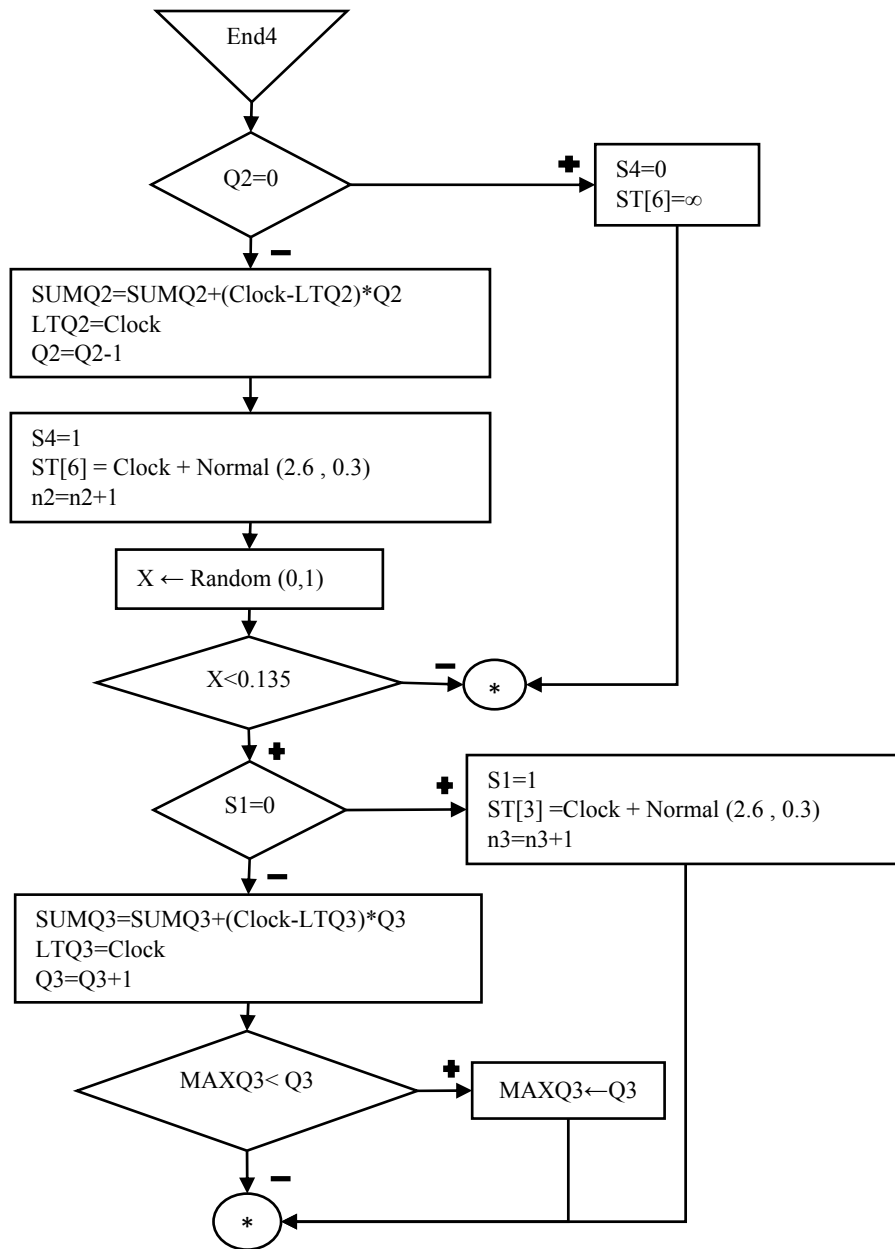 End4
Q2=0
+
S4=0
ST[6]=∞
−
SUMQ2=SUMQ2+(Clock-LTQ2)*Q2
LTQ2=Clock
Q2=Q2-1
S4=1
ST[6] = Clock + Normal (2.6 , 0.3)
n2=n2+1
X ← Random (0,1)
X<0.135
−
*
+
S1=0
+
S1=1
ST[3] =Clock + Normal (2.6 , 0.3)
n3=n3+1
−
SUMQ3=SUMQ3+(Clock-LTQ3)*Q3
LTQ3=Clock
Q3=Q3+1
MAXQ3< Q3
+
MAXQ3←Q3
−
*